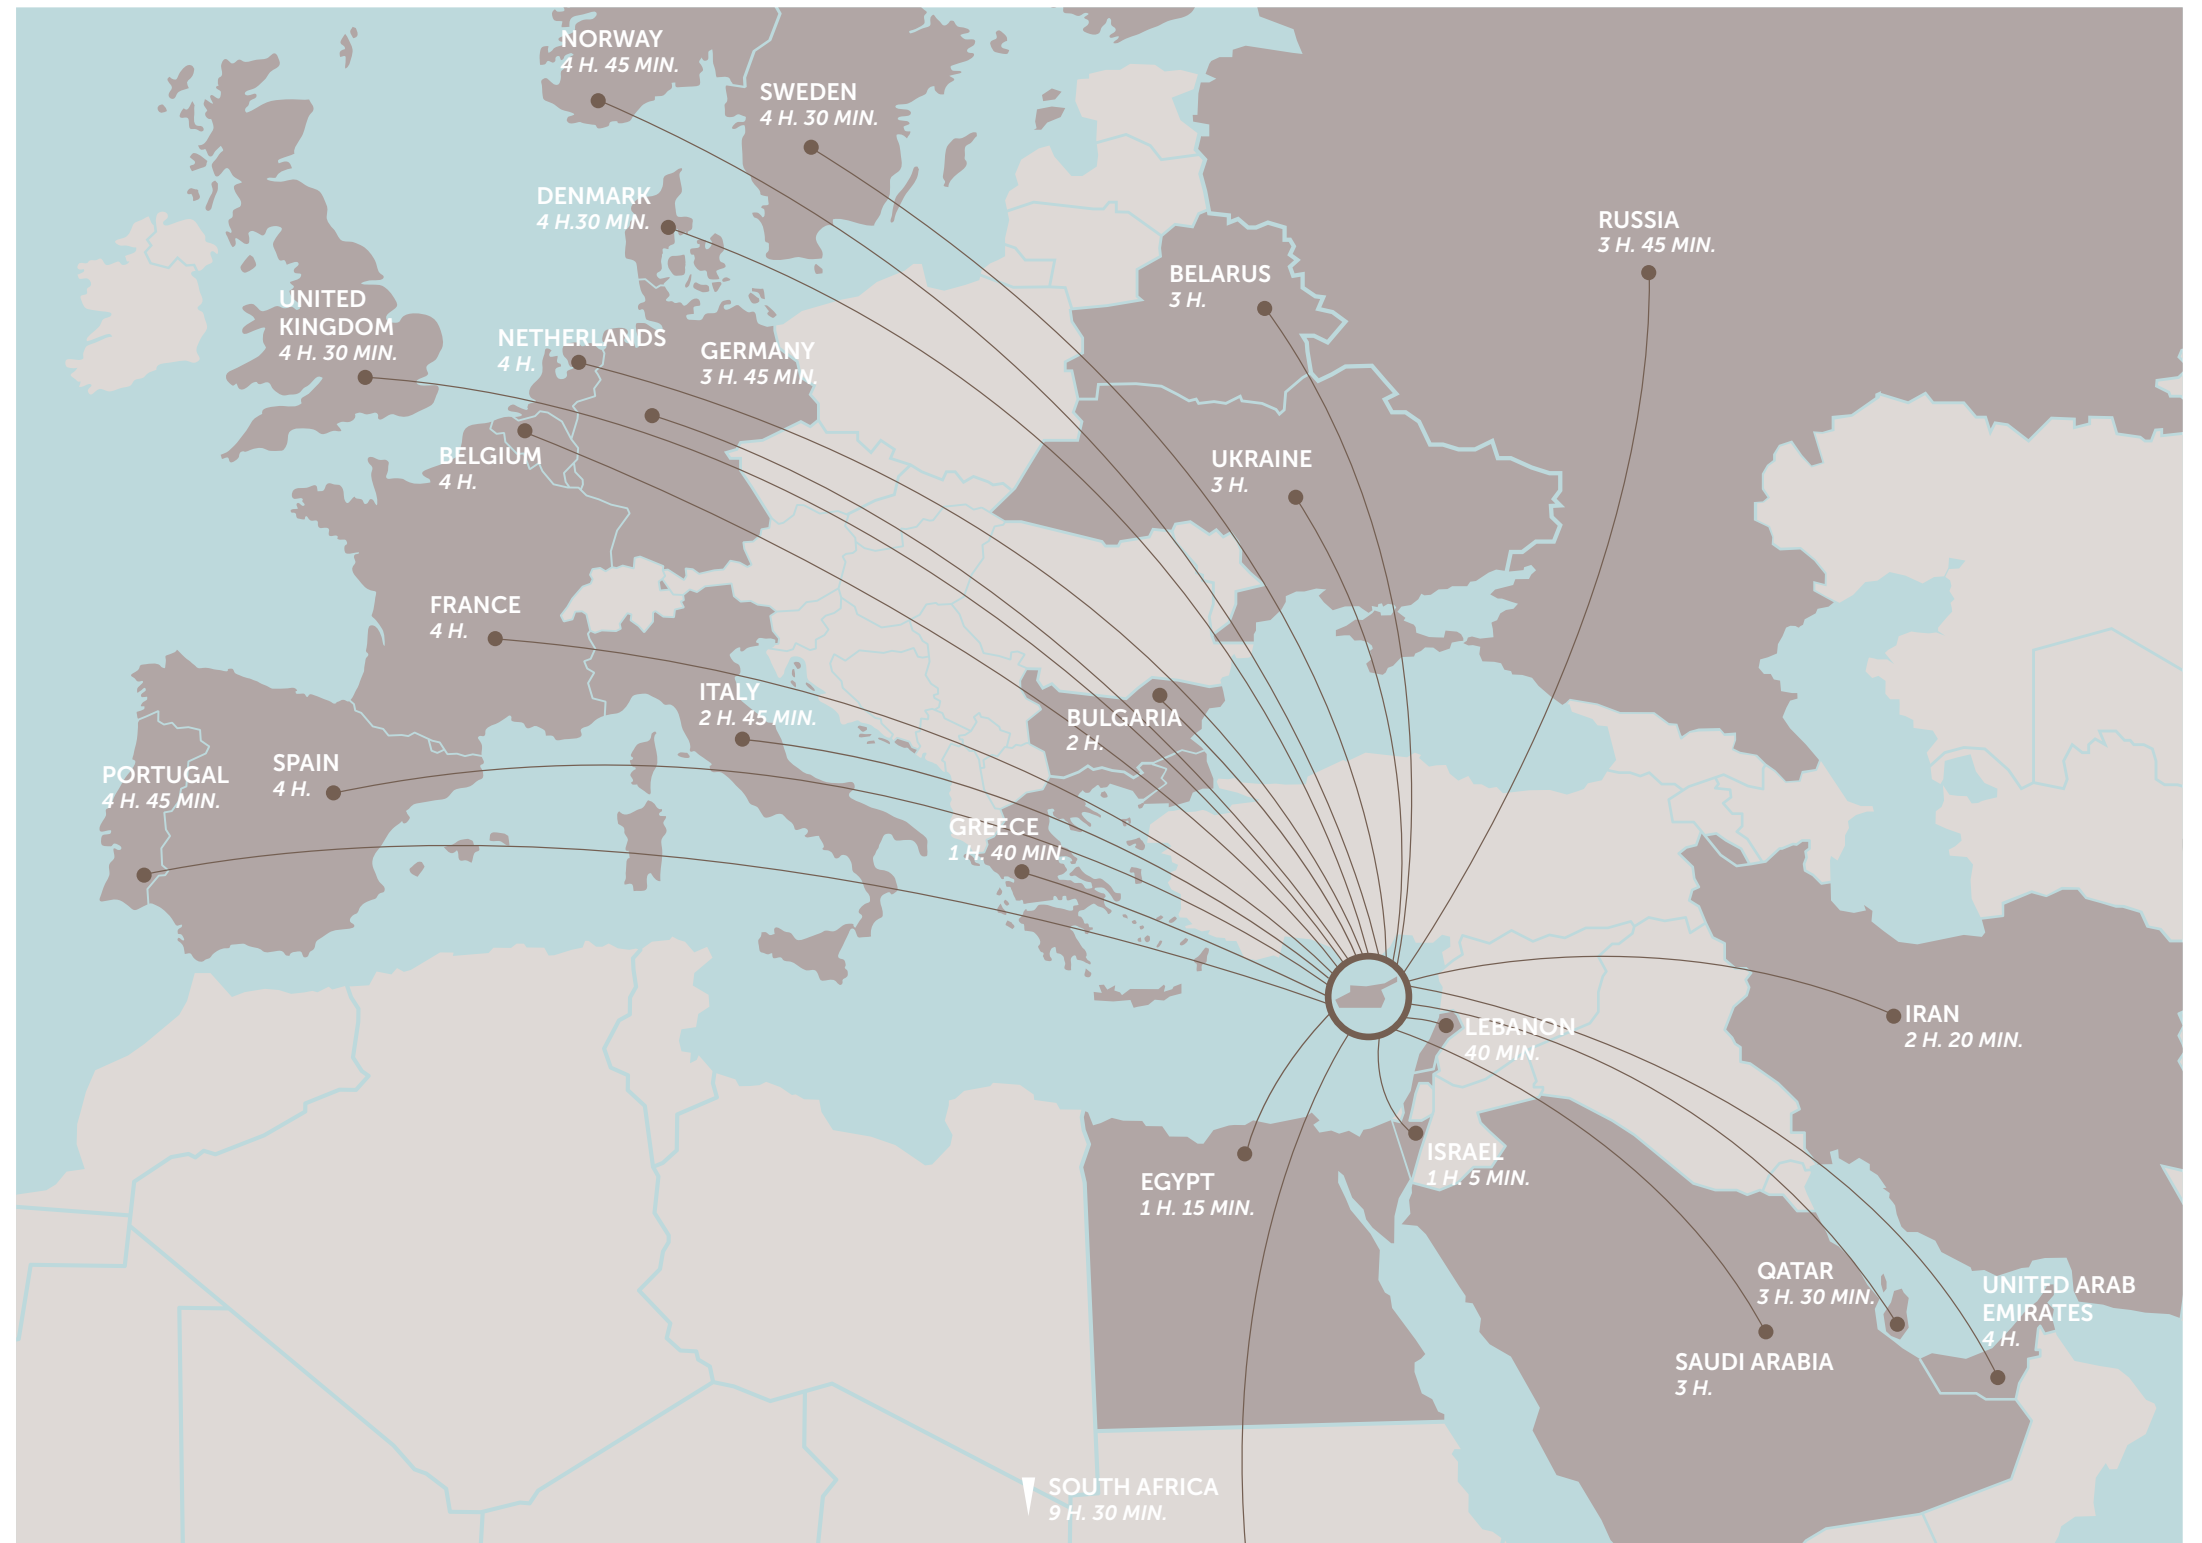 NORWAY
4 H. 45 MIN.
SWEDEN
4 H. 30 MIN.
DENMARK
4 H.30 MIN.
RUSSIA
3 H. 45 MIN.
BELARUS
3 H.
UNITED
KINGDOM
4 H. 30 MIN.
NETHERLANDS
4 H.
GERMANY
3 H. 45 MIN.
BELGIUM
4 H.
UKRAINE
3 H.
FRANCE
4 H.
ITALY
2 H. 45 MIN.
BULGARIA
2 H.
PORTUGAL
4 H. 45 MIN.
SPAIN
4 H.
GREECE
1 H. 40 MIN.
IRAN
2 H. 20 MIN.
LEBANON
40 MIN.
ISRAEL
1 H. 5 MIN.
EGYPT
1 H. 15 MIN.
QATAR
3 H. 30 MIN.
UNITED ARAB
EMIRATES
4 H.
SAUDI ARABIA
3 H.
SOUTH AFRICA
9 H. 30 MIN.